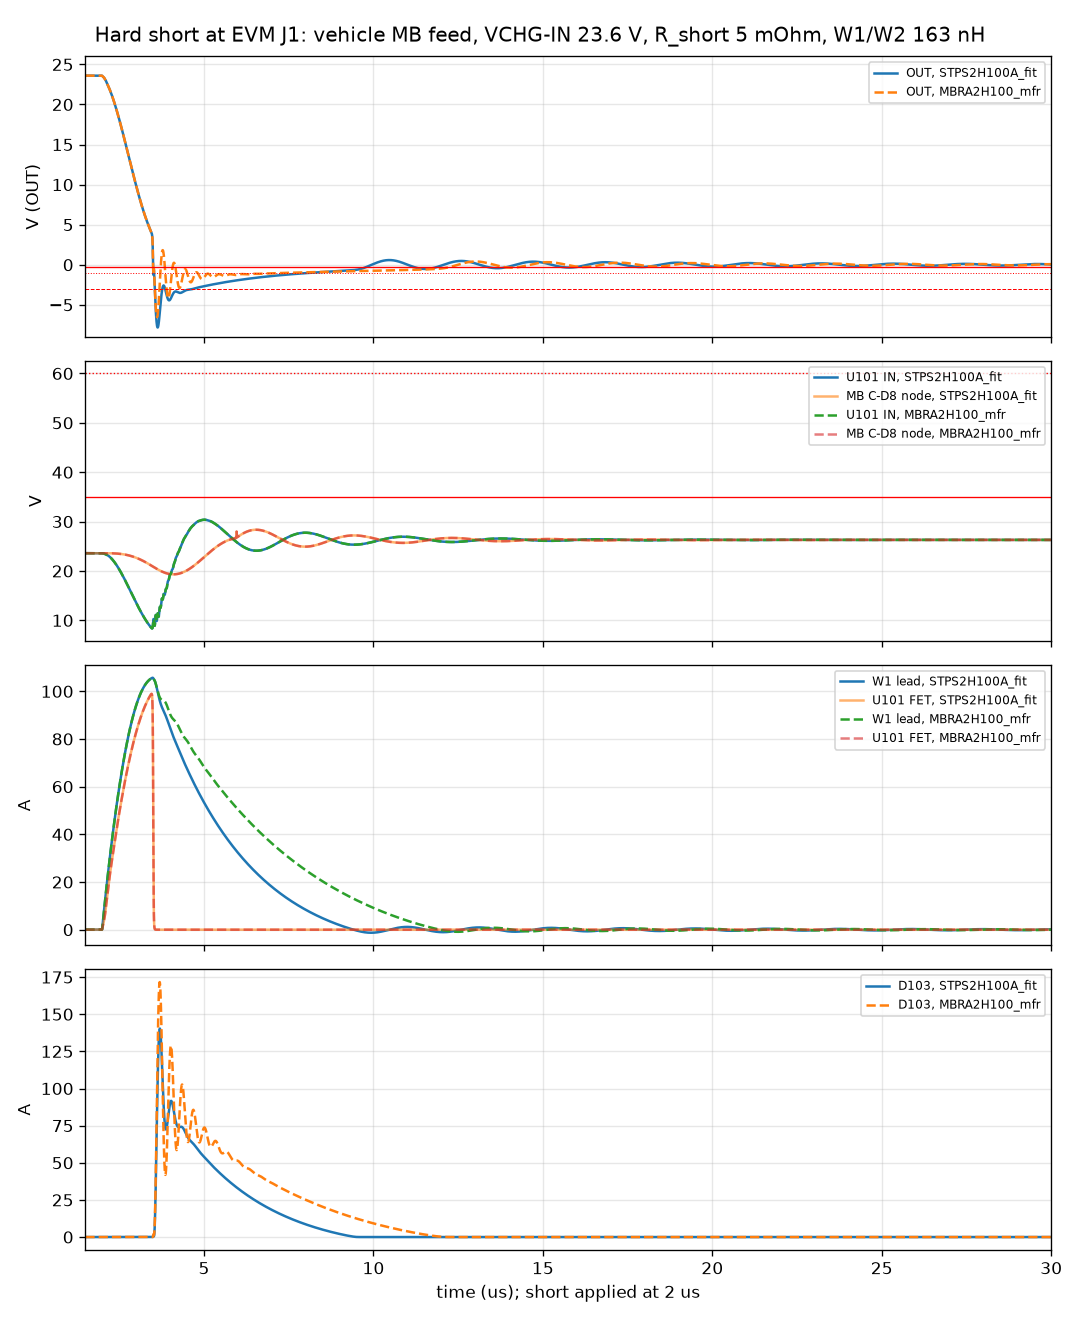 Hard short at EVM J1: vehicle MB feed, VCHG-IN 23.6 V, R_short 5 mOhm, W1/W2 163 nH
25
20
15
10
5
0
−5
V (OUT)
OUT, STPS2H100A_fit
OUT, MBRA2H100_mfr
60
50
40
30
20
10
V
U101 IN, STPS2H100A_fit
MB C-D8 node, STPS2H100A_fit
U101 IN, MBRA2H100_mfr
MB C-D8 node, MBRA2H100_mfr
100
80
60
40
20
0
A
W1 lead, STPS2H100A_fit
U101 FET, STPS2H100A_fit
W1 lead, MBRA2H100_mfr
U101 FET, MBRA2H100_mfr
175
150
125
100
75
50
25
0
A
D103, STPS2H100A_fit
D103, MBRA2H100_mfr
5 10 15 20 25 30
time (us); short applied at 2 us